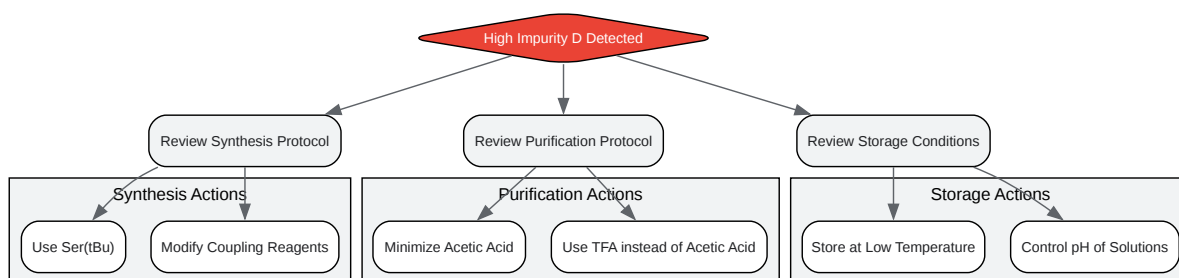 High Impurity D Detected
Review Synthesis Protocol
Review Purification Protocol
Review Storage Conditions
Synthesis Actions
Purification Actions
Storage Actions
Use Ser(tBu)
Modify Coupling Reagents
Minimize Acetic Acid
Use TFA instead of Acetic Acid
Store at Low Temperature
Control pH of Solutions